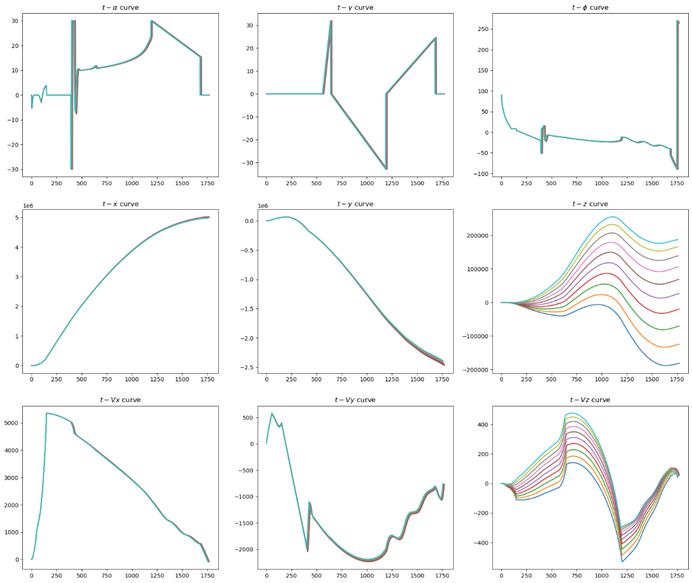 t − α curve
t − γ curve
t − ϕ curve
30
20
10
0
−10
−20
−30
0 250 500 750 1000 1250 1500 1750
30
20
10
0
−10
−20
−30
0 250 500 750 1000 1250 1500 1750
250
200
150
100
50
0
−50
−100
0 250 500 750 1000 1250 1500 1750
t − x curve
t − y curve
t − z curve
1e6
5
4
3
2
1
0
0 250 500 750 1000 1250 1500 1750
1e6
0.0
−0.5
−1.0
−1.5
−2.0
−2.5
0 250 500 750 1000 1250 1500 1750
200000
100000
0
−100000
−200000
0 250 500 750 1000 1250 1500 1750
t − Vx curve
t − Vy curve
t − Vz curve
5000
4000
3000
2000
1000
0
0 250 500 750 1000 1250 1500 1750
500
0
−500
−1000
−1500
−2000
0 250 500 750 1000 1250 1500 1750
400
200
0
−200
−400
0 250 500 750 1000 1250 1500 1750